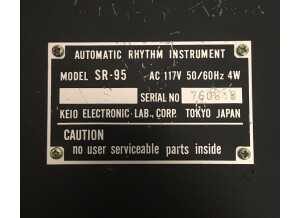 AUTOMATIC RHYTHM INSTRUMENT
MODEL SR-95 AC 117V 50/60Hz 4W
SERIAL NO
KEIO ELECTRONIC-LAB., CORP. TOKYO JAPAN
CAUTION
no user serviceable parts inside